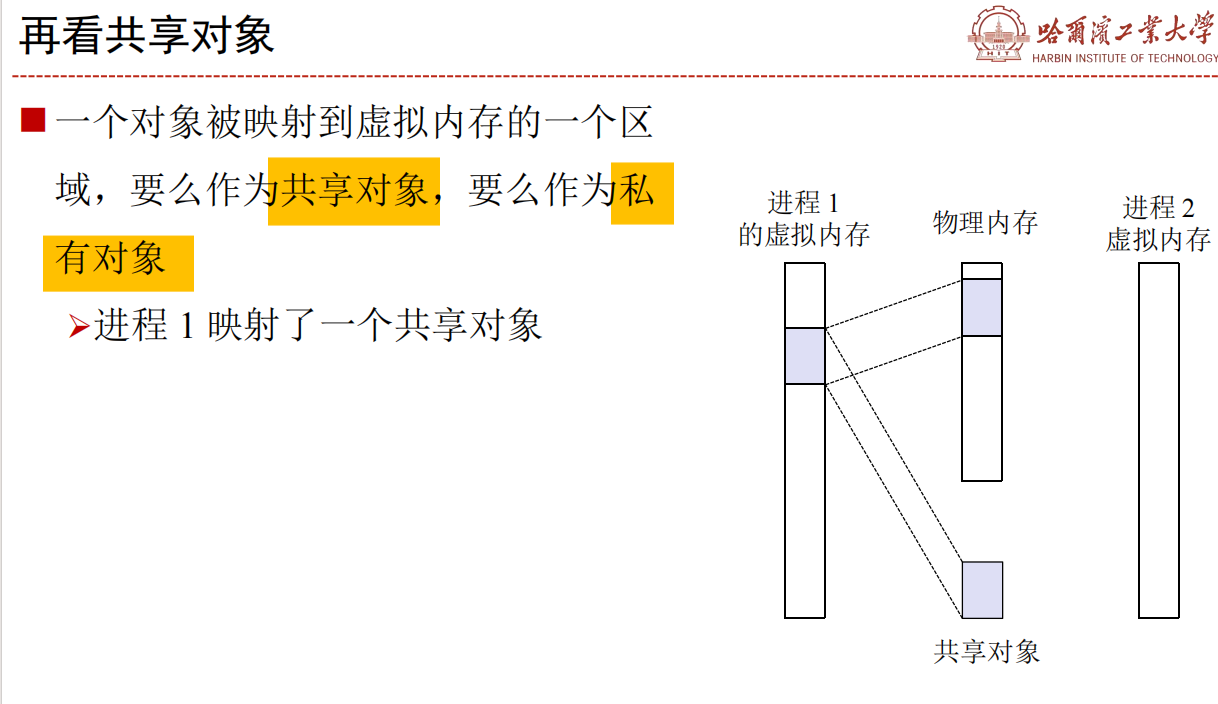 再看共享对象
哈爾濱工業大學
1920
HIT
HARBIN INSTITUTE OF TECHNOLOGY
一个对象被映射到虚拟内存的一个区
域，要么作为共享对象，要么作为私
有对象
进程 1 映射了一个共享对象
进程 1
的虚拟内存
物理内存
进程 2
虚拟内存
共享对象